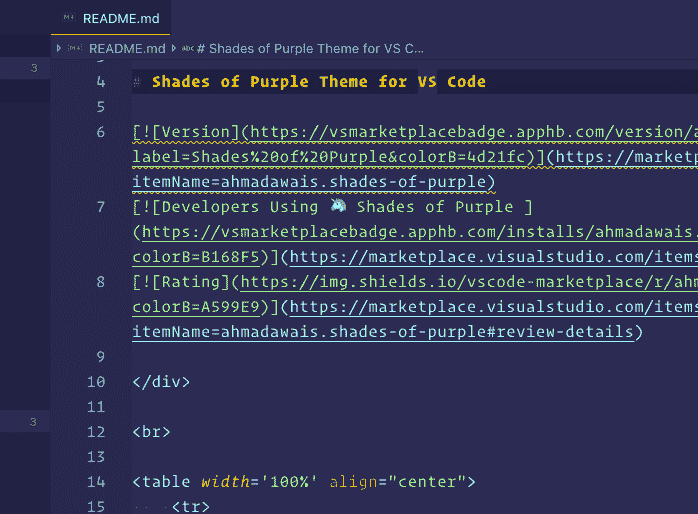 README.md
README.md # Shades of Purple Theme for VS C...
3
4 # Shades of Purple Theme for VS Code
5
6 [![Version](https://vsmarketplacebadge.apphb.com/version/a
label=Shades%20of%20Purple&colorB=4d21fc)](https://marketp
itemName=ahmadawais.shades-of-purple)
7 [![Developers Using 🦄 Shades of Purple ]
(https://vsmarketplacebadge.apphb.com/installs/ahmadawais.
colorB=B168F5)](https://marketplace.visualstudio.com/items
8 [![Rating](https://img.shields.io/vscode-marketplace/r/ahm
colorB=A599E9)](https://marketplace.visualstudio.com/items
itemName=ahmadawais.shades-of-purple#review-details)
9
10 </div>
11
3
12 <br>
13
14 <table width='100%' align="center">
15 <tr>